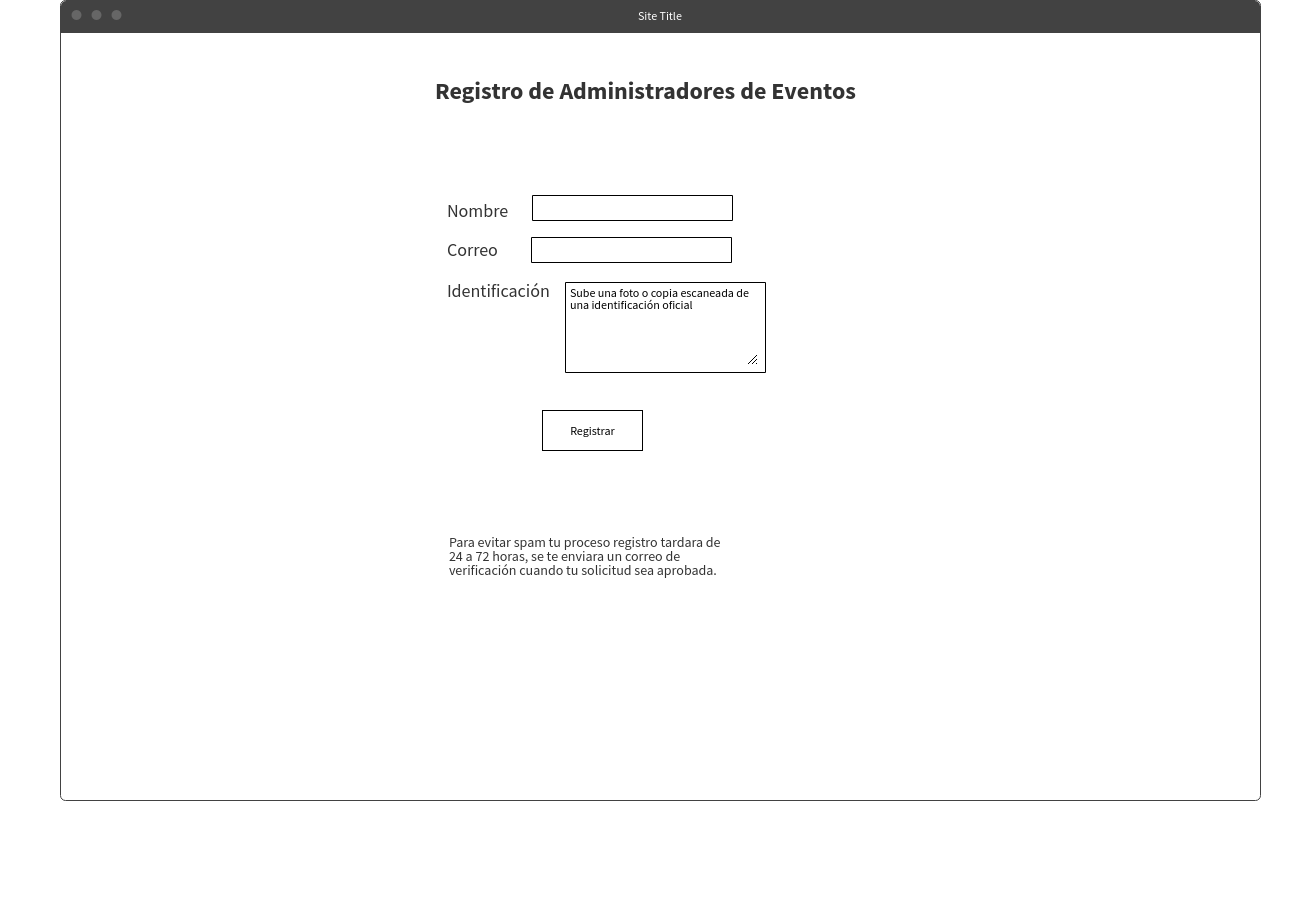 Site Title
Registro de Administradores de Eventos
Nombre
Correo
Identificación
Sube una foto o copia escaneada de
una identificación oficial
Registrar
Para evitar spam tu proceso registro tardara de
24 a 72 horas, se te enviara un correo de
verificación cuando tu solicitud sea aprobada.